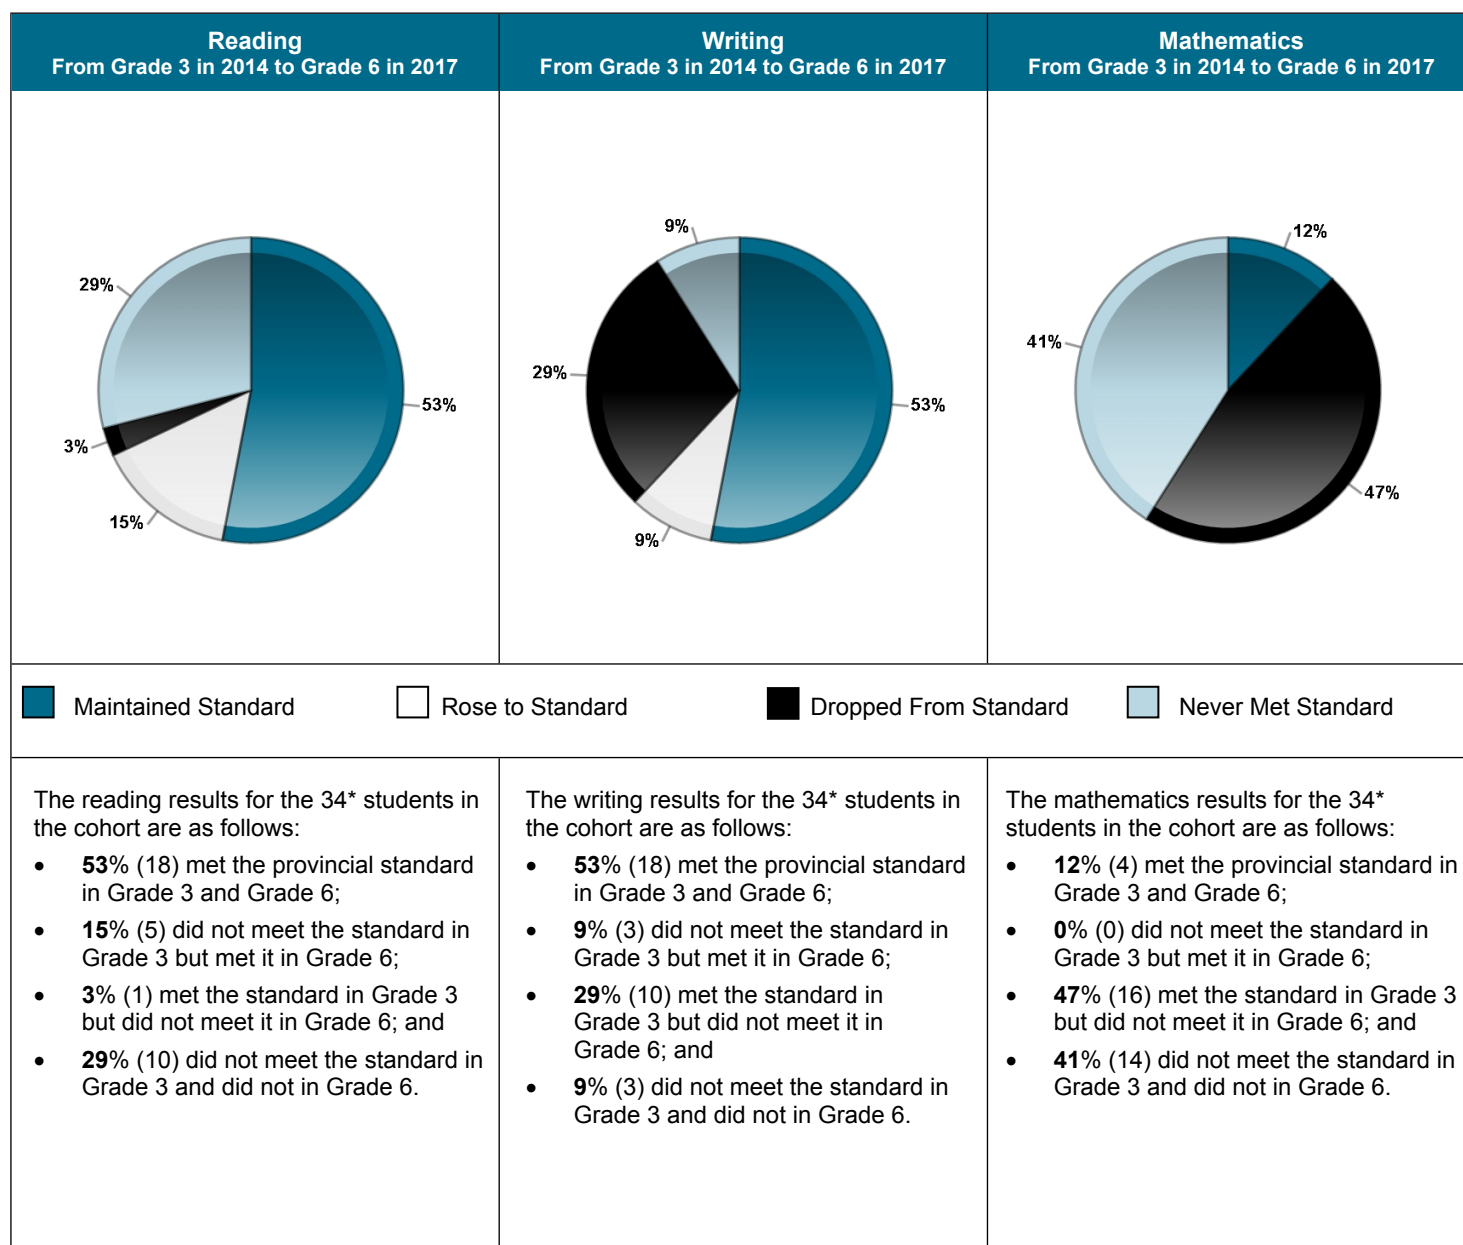 Reading
From Grade 3 in 2014 to Grade 6 in 2017
Writing
From Grade 3 in 2014 to Grade 6 in 2017
Mathematics
From Grade 3 in 2014 to Grade 6 in 2017
29%
3%
15%
53%
9%
29%
9%
53%
12%
41%
47%
Maintained Standard
Rose to Standard
Dropped From Standard
Never Met Standard
The reading results for the 34* students in
the cohort are as follows:
• 53% (18) met the provincial standard
in Grade 3 and Grade 6;
• 15% (5) did not meet the standard in
Grade 3 but met it in Grade 6;
• 3% (1) met the standard in Grade 3
but did not meet it in Grade 6; and
• 29% (10) did not meet the standard in
Grade 3 and did not in Grade 6.
The writing results for the 34* students in
the cohort are as follows:
• 53% (18) met the provincial standard
in Grade 3 and Grade 6;
• 9% (3) did not meet the standard in
Grade 3 but met it in Grade 6;
• 29% (10) met the standard in
Grade 3 but did not meet it in
Grade 6; and
• 9% (3) did not meet the standard in
Grade 3 and did not in Grade 6.
The mathematics results for the 34*
students in the cohort are as follows:
• 12% (4) met the provincial standard in
Grade 3 and Grade 6;
• 0% (0) did not meet the standard in
Grade 3 but met it in Grade 6;
• 47% (16) met the standard in Grade 3
but did not meet it in Grade 6; and
• 41% (14) did not meet the standard in
Grade 3 and did not in Grade 6.